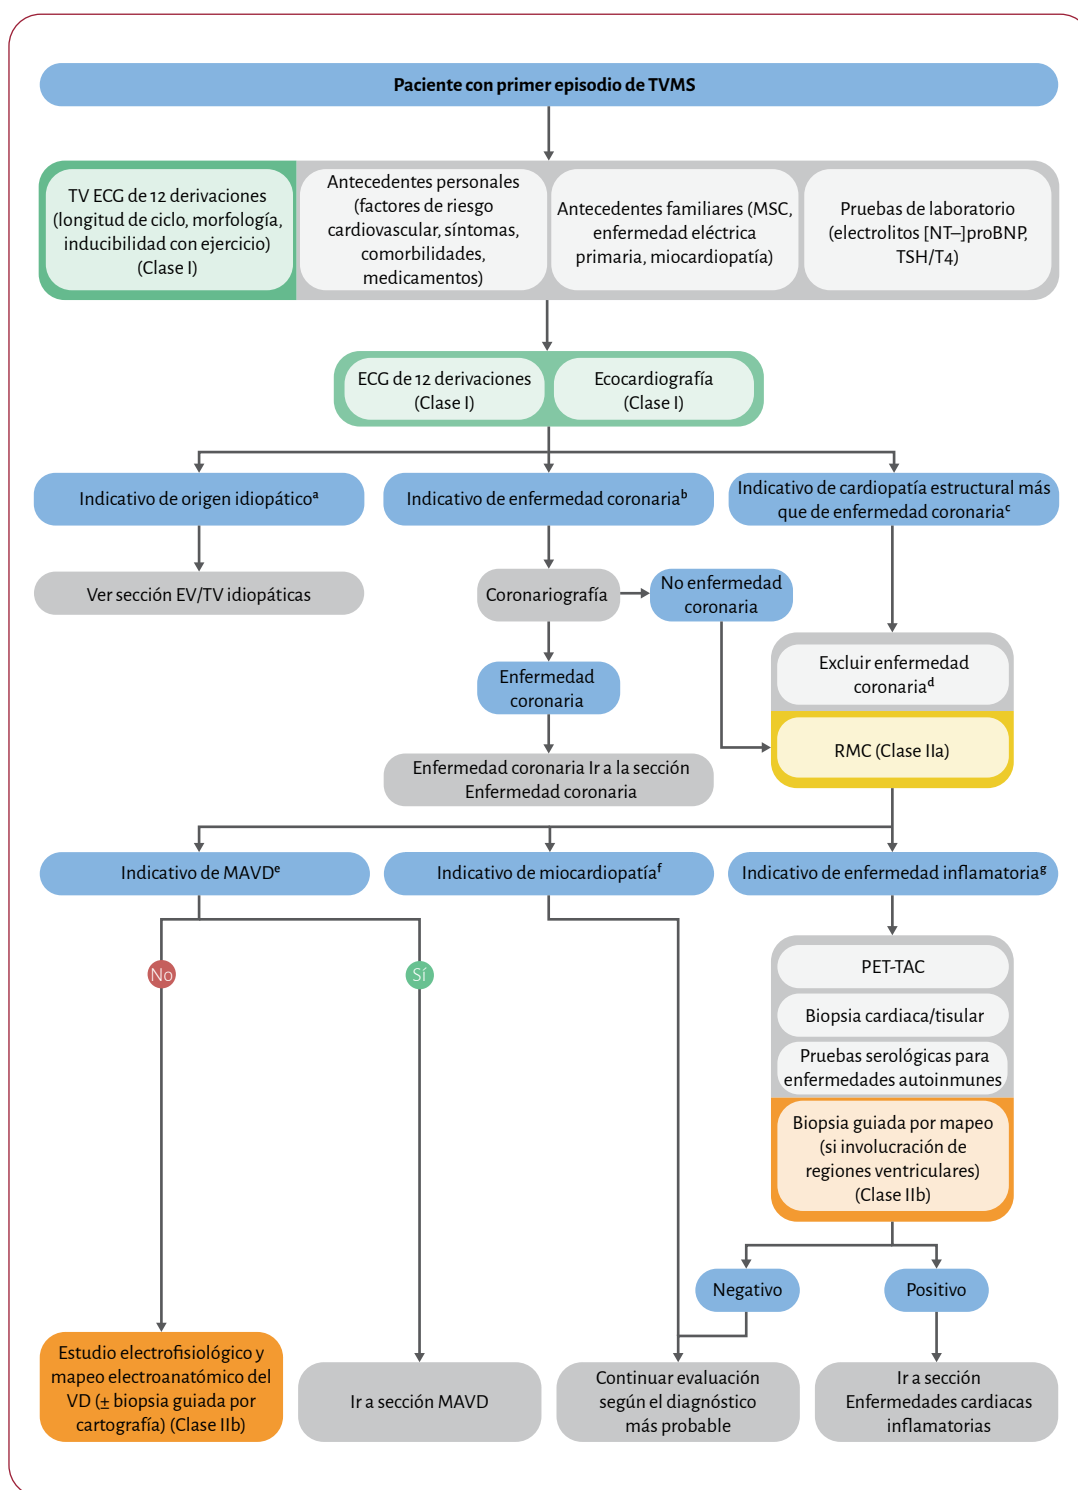 Paciente con primer episodio de TVMS
TV ECG de 12 derivaciones
(longitud de ciclo, morfología,
inducibilidad con ejercicio)
(Clase I)
Antecedentes personales
(factores de riesgo
cardiovascular, síntomas,
comorbilidades,
medicamentos)
Antecedentes familiares (MSC,
enfermedad eléctrica
primaria, miocardiopatía)
Pruebas de laboratorio
(electrolitos [NT–]proBNP,
TSH/T4)
ECG de 12 derivaciones
(Clase I)
Ecocardiografía
(Clase I)
Indicativo de origen idiopáticoᵃ
Indicativo de enfermedad coronariaᵇ
Indicativo de cardiopatía estructural más
que de enfermedad coronariaᶜ
Ver sección EV/TV idiopáticas
Coronariografía
No enfermedad
coronaria
Enfermedad
coronaria
Excluir enfermedad
coronariaᵈ
RMC (Clase IIa)
Enfermedad coronaria Ir a la sección
Enfermedad coronaria
Indicativo de MAVDᵉ
Indicativo de miocardiopatíaᶠ
Indicativo de enfermedad inflamatoriaᵍ
No
Sí
PET-TAC
Biopsia cardiaca/tisular
Pruebas serológicas para
enfermedades autoinmunes
Biopsia guiada por mapeo
(si involucración de
regiones ventriculares)
(Clase IIb)
Negativo
Positivo
Estudio electrofisiológico y
mapeo electroanatómico del
VD (± biopsia guiada por
cartografía) (Clase IIb)
Ir a sección MAVD
Continuar evaluación
según el diagnóstico
más probable
Ir a sección
Enfermedades cardiacas
inflamatorias